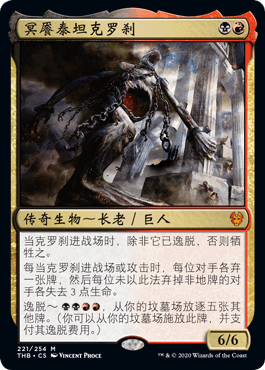 冥餍泰坦克罗刹
传奇生物～长老／巨人
当克罗刹进战场时，除非它已逸脱，否则牺
牲之。
每当克罗刹进战场或攻击时，每位对手各弃
一张牌，然后每位未以此法弃掉非地牌的对
手各失去3点生命。
逸脱～，从你的坟墓场放逐五张其
他牌。（你可以从你的坟墓场施放此牌，并支
付其逸脱费用。）
6/6
221/254 M
THB • CS VINCENT PROCE
™ & © 2020 Wizards of the Coast